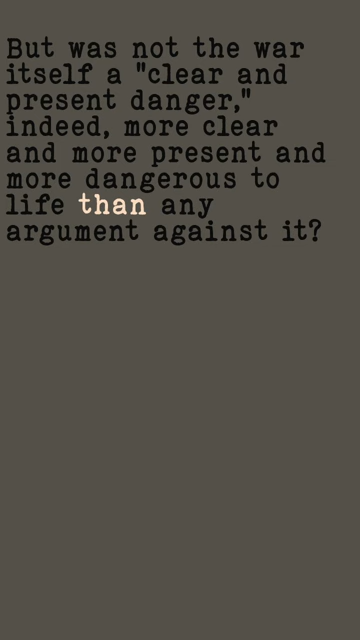 But was not the war
itself a "clear and
present danger,"
indeed, more clear
and more present and
more dangerous to
life than any
argument against it?